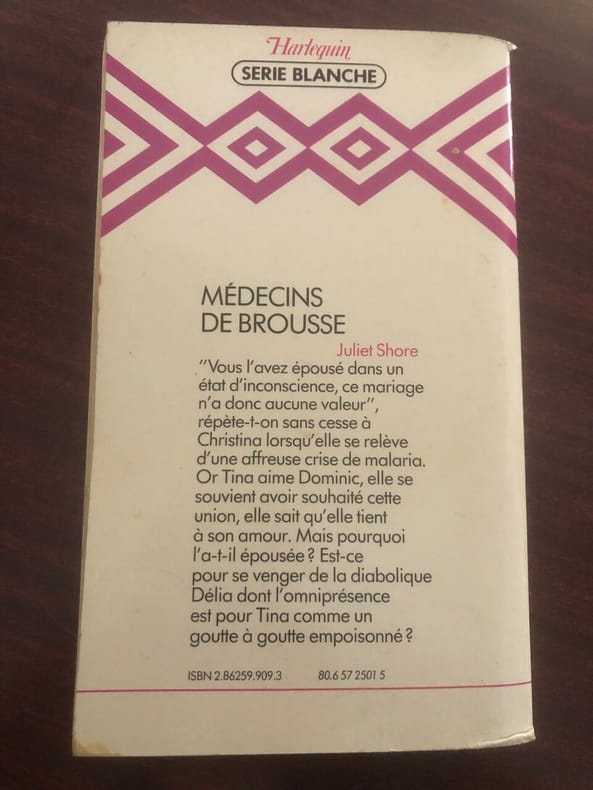 Harlequin
SERIE BLANCHE
MÉDECINS
DE BROUSSE
Juliet Shore
"Vous l'avez épousé dans un
état d'inconscience, ce mariage
n'a donc aucune valeur",
répète-t-on sans cesse à
Christina lorsqu'elle se relève
d'une affreuse crise de malaria.
Or Tina aime Dominic, elle se
souvient avoir souhaité cette
union, elle sait qu'elle tient
à son amour. Mais pourquoi
l'a-t-il épousée ? Est-ce
pour se venger de la diabolique
Délia dont l'omniprésence
est pour Tina comme un
goutte à goutte empoisonné ?
ISBN 2.86259.909.3 80.6 57 2501 5